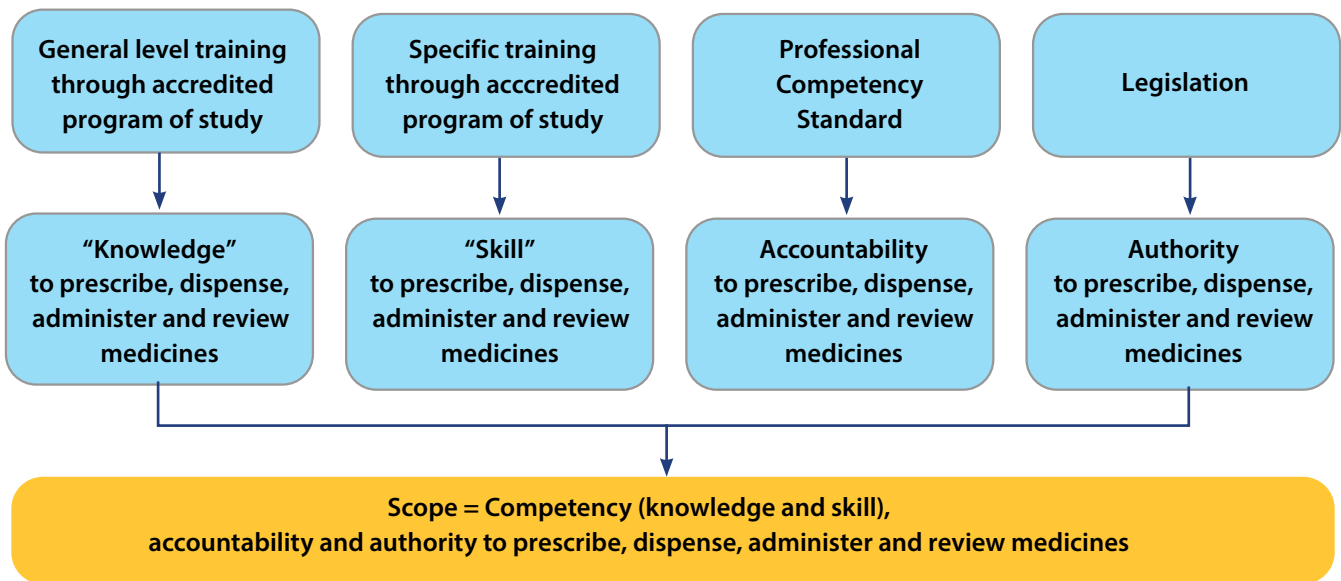 General level training
through accredited
program of study
Specific training
through acccredited
program of study
Professional
Competency
Standard
Legislation
“Knowledge”
to prescribe, dispense,
administer and review
medicines
“Skill”
to prescribe, dispense,
administer and review
medicines
Accountability
to prescribe, dispense,
administer and review
medicines
Authority
to prescribe, dispense,
administer and review
medicines
Scope = Competency (knowledge and skill),
accountability and authority to prescribe, dispense, administer and review medicines